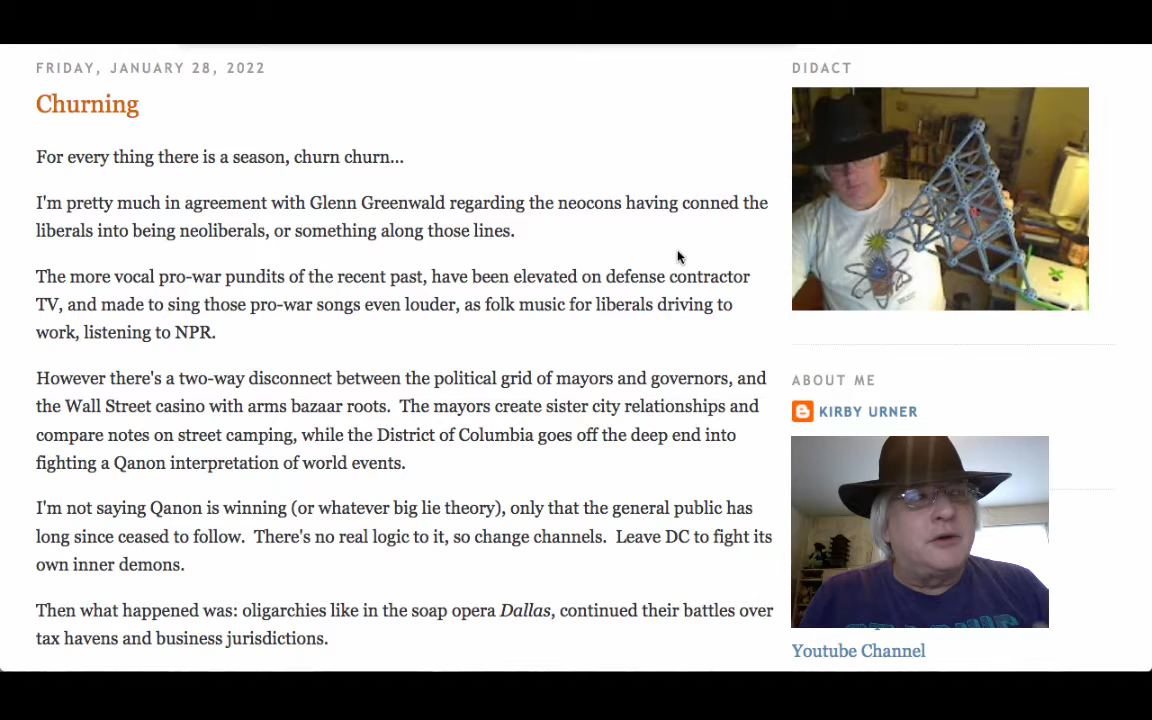 FRIDAY, JANUARY 28, 2022
Churning
For every thing there is a season, churn churn...
I'm pretty much in agreement with Glenn Greenwald regarding the neocons having conned the
liberals into being neoliberals, or something along those lines.
The more vocal pro-war pundits of the recent past, have been elevated on defense contractor
TV, and made to sing those pro-war songs even louder, as folk music for liberals driving to
work, listening to NPR.
However there's a two-way disconnect between the political grid of mayors and governors, and
the Wall Street casino with arms bazaar roots.  The mayors create sister city relationships and
compare notes on street camping, while the District of Columbia goes off the deep end into
fighting a Qanon interpretation of world events.
I'm not saying Qanon is winning (or whatever big lie theory), only that the general public has
long since ceased to follow.  There's no real logic to it, so change channels.  Leave DC to fight its
own inner demons.
Then what happened was: oligarchies like in the soap opera Dallas, continued their battles over
tax havens and business jurisdictions.
DIDACT
ABOUT ME
KIRBY URNER
Youtube Channel